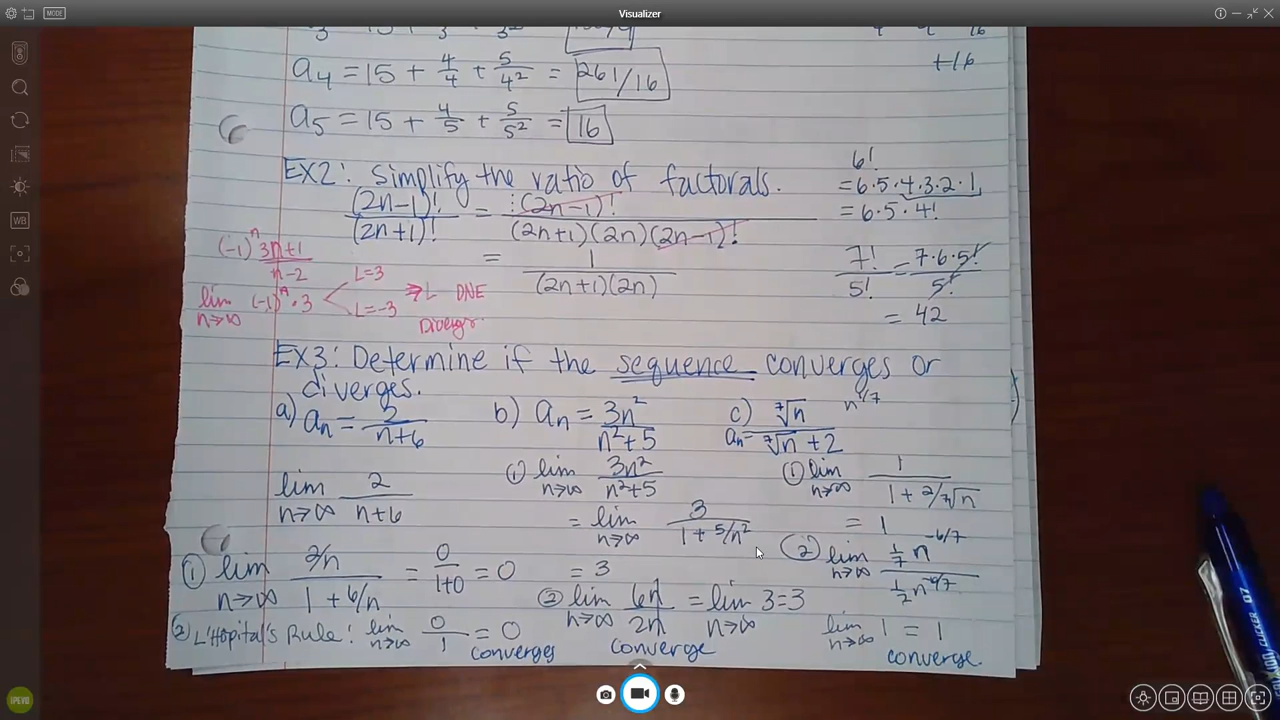 MODE
Visualizer
a4 = 15 + 4/4 + 5/4² = 261/16
t-16
a5 = 15 + 4/5 + 5/5² = 16
EX2: Simplify the ratio of factorals.
(2n-1)!/(2n+1)! = (2n-1)!/(2n+1)(2n)(2n-1)!
= 1/(2n+1)(2n)
6!
= 6·5·4·3·2·1
= 6·5·4!
7!/5! = 7·6·5!/5!
= 42
(-1)ⁿ 3n+1/n-2
lim n→∞ (-1)ⁿ·3 < L=3 L=-3 ⇒ L DNE
Diverge
EX3: Determine if the sequence converges or
diverges.
a) an = 2/n+6
lim n→∞ 2/n+6
① lim n→∞ 2/n / 1+6/n = 0/1+0 = 0
② L'Hopital's Rule: lim n→∞ 0/1 = 0
converges
b) an = 3n²/n²+5
① lim n→∞ 3n²/n²+5
= lim n→∞ 3/1+5/n²
= 3
② lim n→∞ 6n/2n = lim n→∞ 3 = 3
converge
c) an = ⁷√n/⁷√n + 2
n^1/7
① lim n→∞ 1/1+2/⁷√n
= 1
② lim n→∞ 1/7 n^-6/7 / 1/2 n^-6/7
lim n→∞ 1 = 1
converge.
WB
IPEVO
CLICKER 07